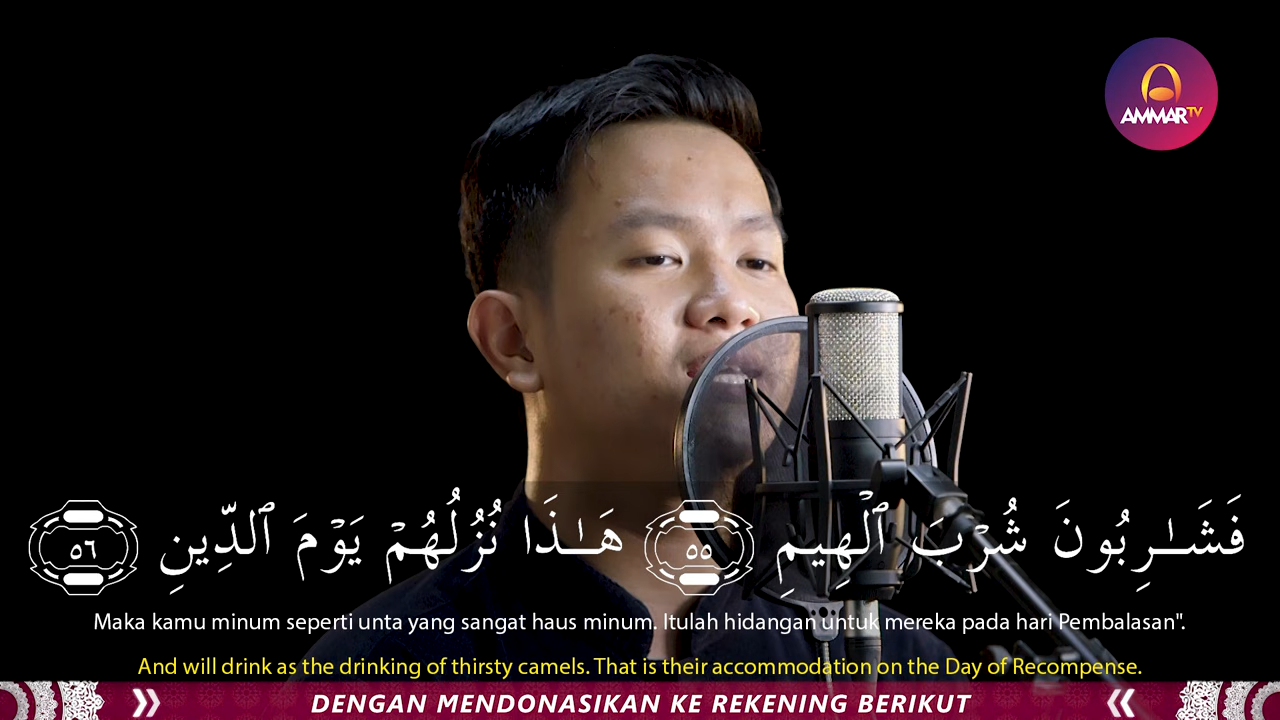 AMMARTV
فَشَـٰرِبُونَ شُرْبَ ٱلْهِيمِ ٥٥ هَـٰذَا نُزُلُهُمْ يَوْمَ ٱلدِّينِ ٥٦
Maka kamu minum seperti unta yang sangat haus minum. Itulah hidangan untuk mereka pada hari Pembalasan".
And will drink as the drinking of thirsty camels. That is their accommodation on the Day of Recompense.
DENGAN MENDONASIKAN KE REKENING BERIKUT